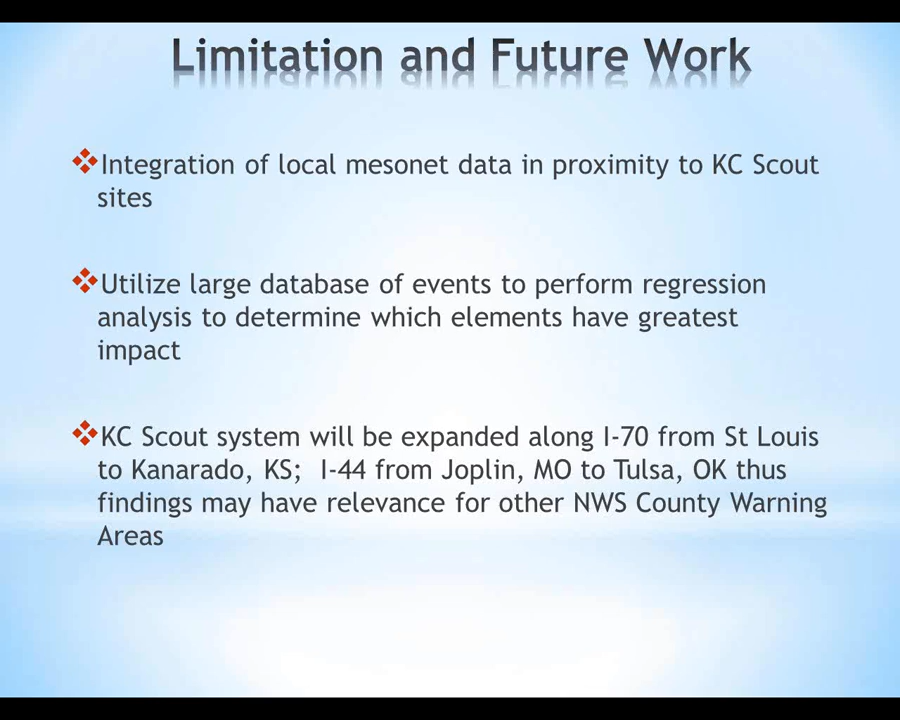 Limitation and Future Work
Integration of local mesonet data in proximity to KC Scout
sites
Utilize large database of events to perform regression
analysis to determine which elements have greatest
impact
KC Scout system will be expanded along I-70 from St Louis
to Kanarado, KS;  I-44 from Joplin, MO to Tulsa, OK thus
findings may have relevance for other NWS County Warning
Areas